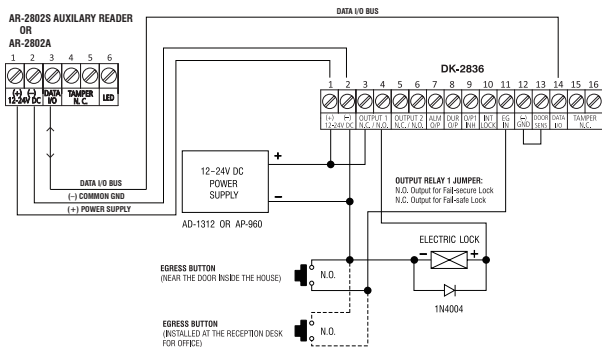 AR-2802S AUXILARY READER
OR
AR-2802A
1 2 3 4 5 6
(+) (–) DATA TAMPER LED
12-24V DC I/O N. C.
DATA I/O BUS
DK-2836
1 2 3 4 5 6 7 8 9 10 11 12 13 14 15 16
(+) (–) OUTPUT 1 OUTPUT 2 ALM DUR O/P1 INT EG (–) DOOR DATA TAMPER
12-24V DC N.C. / N.O. N.C. / N.O. O/P O/P INH LOCK IN GND SENS I/O N.C.
DATA I/O BUS
(–) COMMON GND
(+) POWER SUPPLY
12–24V DC
POWER
SUPPLY
+
–
AD-1312 OR AP-960
OUTPUT RELAY 1 JUMPER:
N.O. Output for Fail-secure Lock
N.C. Output for Fail-safe Lock
ELECTRIC LOCK
– +
1N4004
EGRESS BUTTON
(NEAR THE DOOR INSIDE THE HOUSE)
N.O.
EGRESS BUTTON
(INSTALLED AT THE RECEPTION DESK
FOR OFFICE)
N.O.